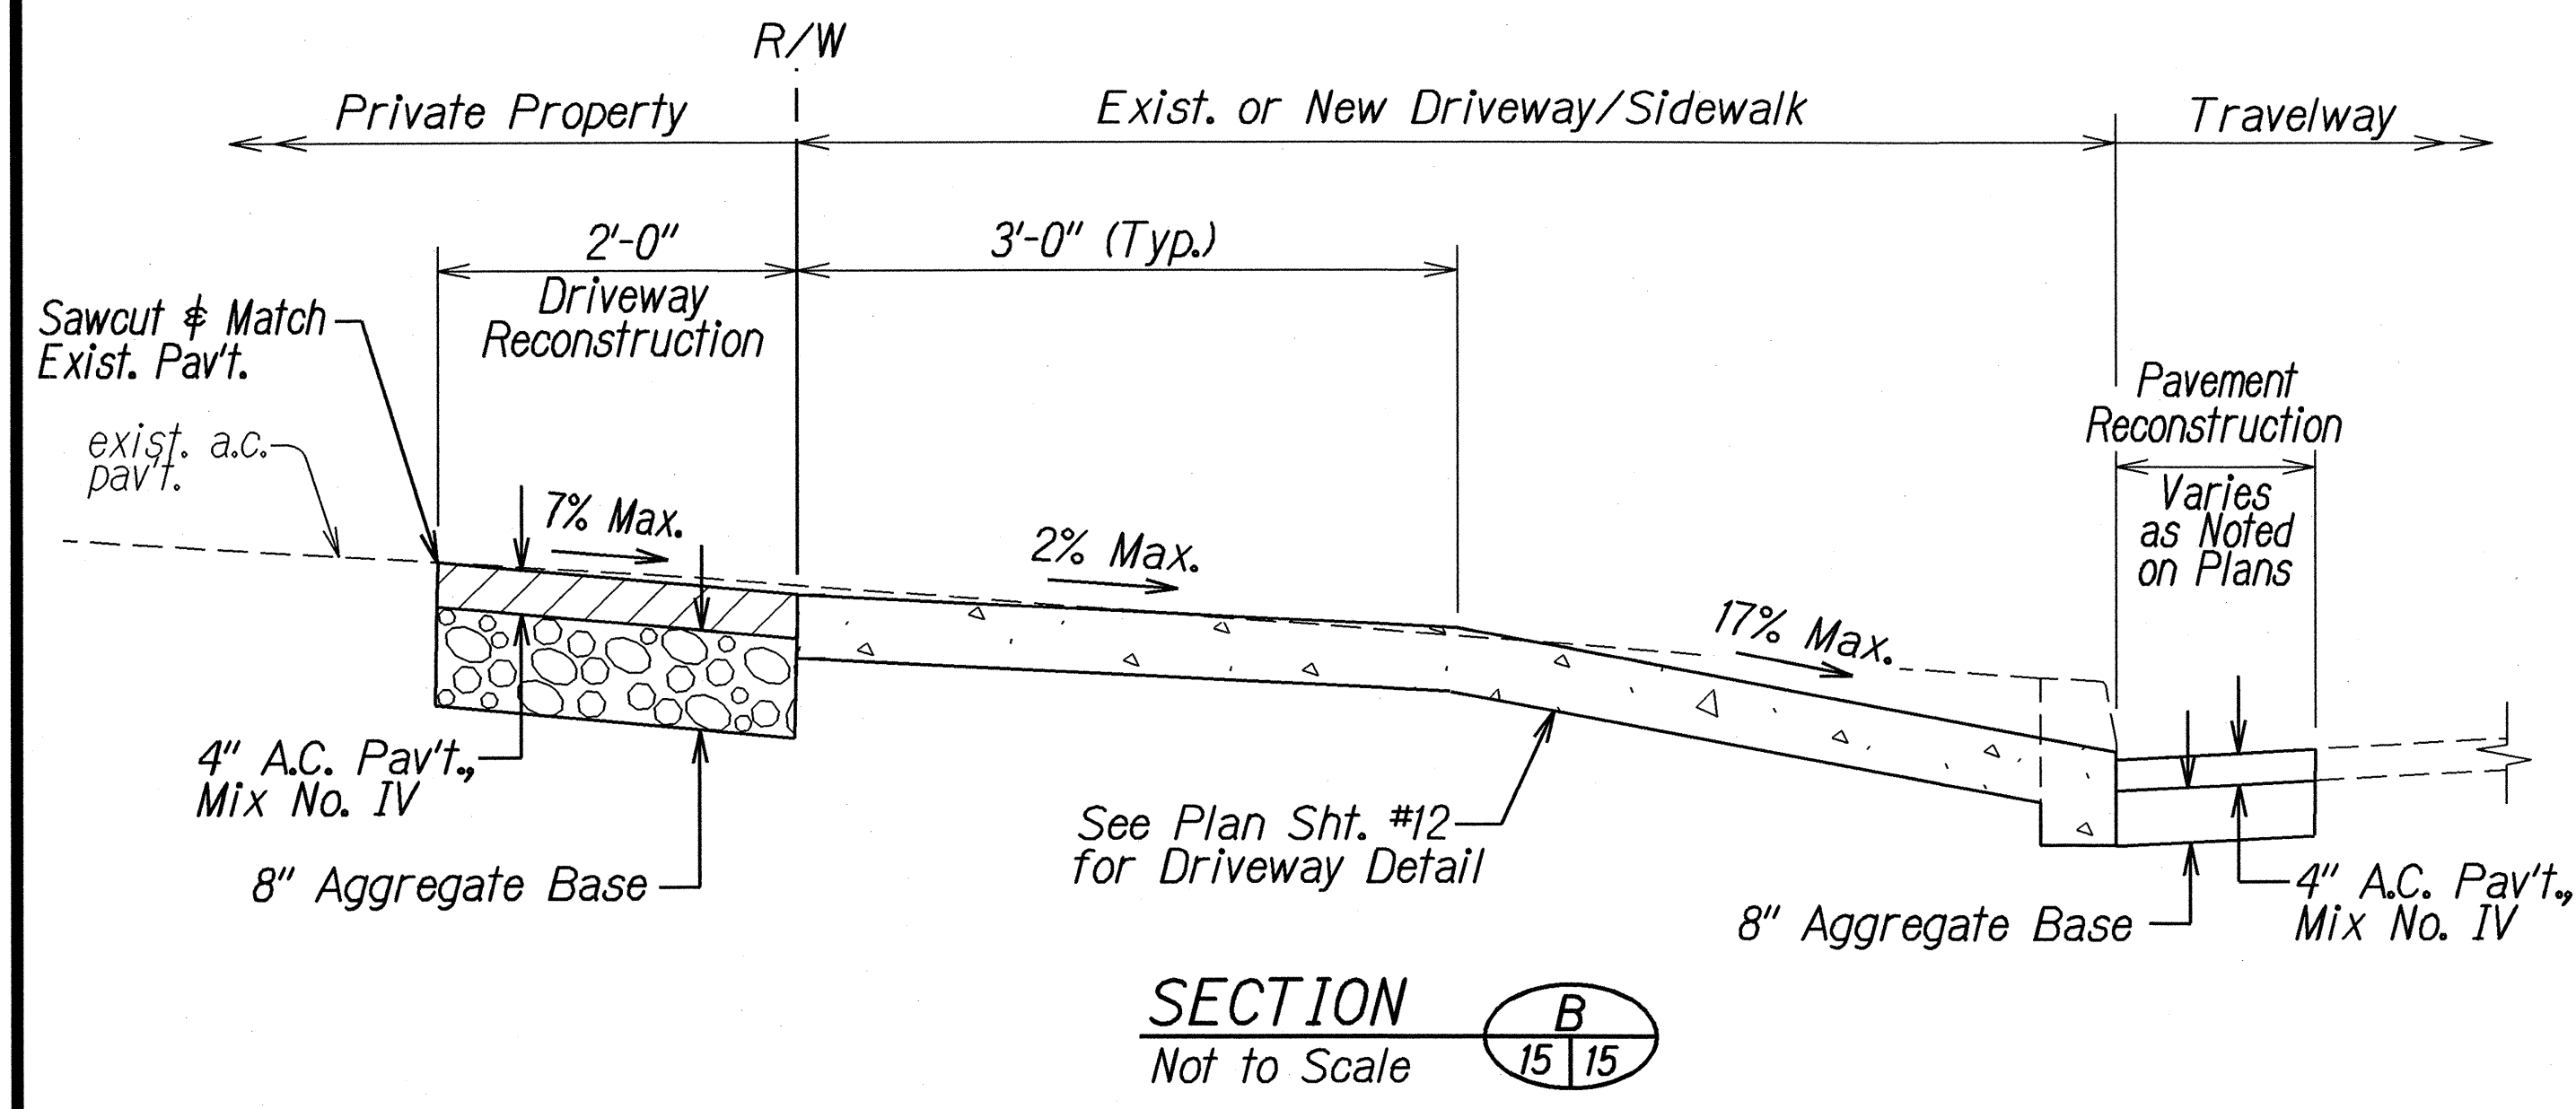 R/W
Private Property
Exist. or New Driveway/Sidewalk
Travelway
2'-0"
3'-0" (Typ.)
Driveway
Reconstruction
Sawcut & Match
Exist. Pav't.
exist. a.c.
pav't.
Pavement
Reconstruction
Varies
as Noted
on Plans
7% Max.
2% Max.
17% Max.
4" A.C. Pav't.,
Mix No. IV
8" Aggregate Base
See Plan Sht. #12
for Driveway Detail
8" Aggregate Base
4" A.C. Pav't.,
Mix No. IV
SECTION
Not to Scale
B
15 15